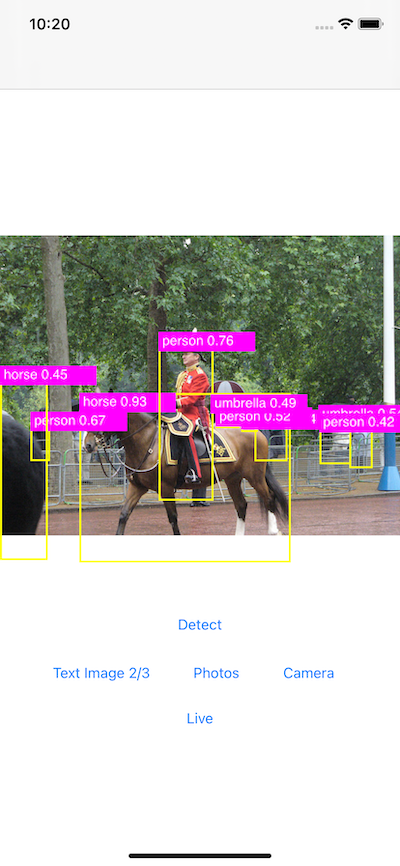 10:20
person 0.76
horse 0.45
horse 0.93
umbrella 0.49
person 0.67
person 0.52
person 0.42
Detect
Text Image 2/3
Photos
Camera
Live